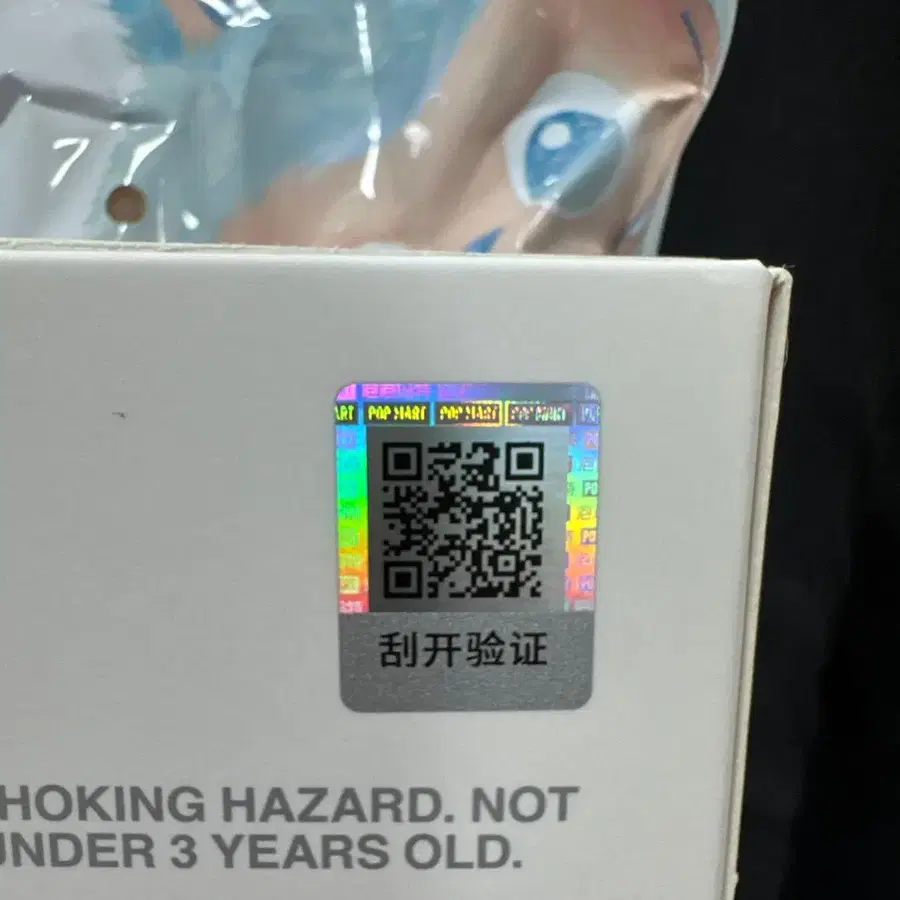 POP MART POP MART POP MART
刮开验证
HOKING HAZARD. NOT
UNDER 3 YEARS OLD.